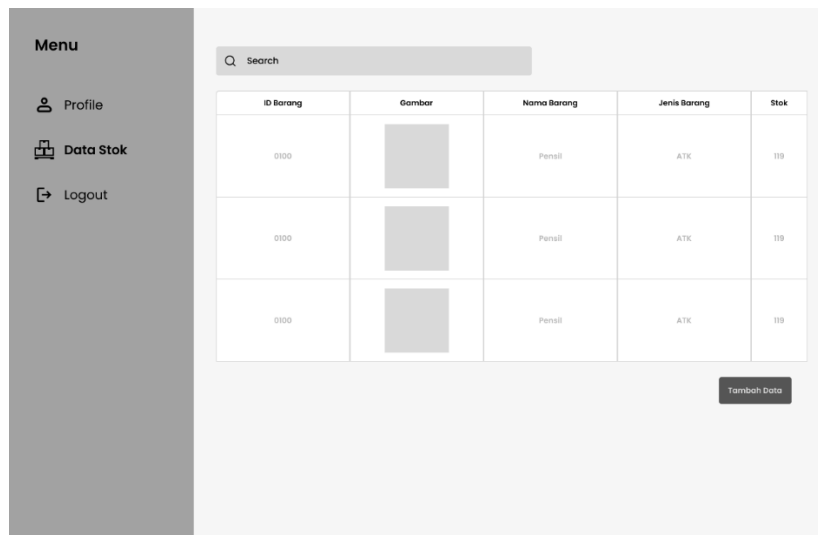 Menu
Profile
Data Stok
Logout
Search
ID Barang Gambar Nama Barang Jenis Barang Stok
0100 Pensil ATK 119
0100 Pensil ATK 119
0100 Pensil ATK 119
Tambah Data